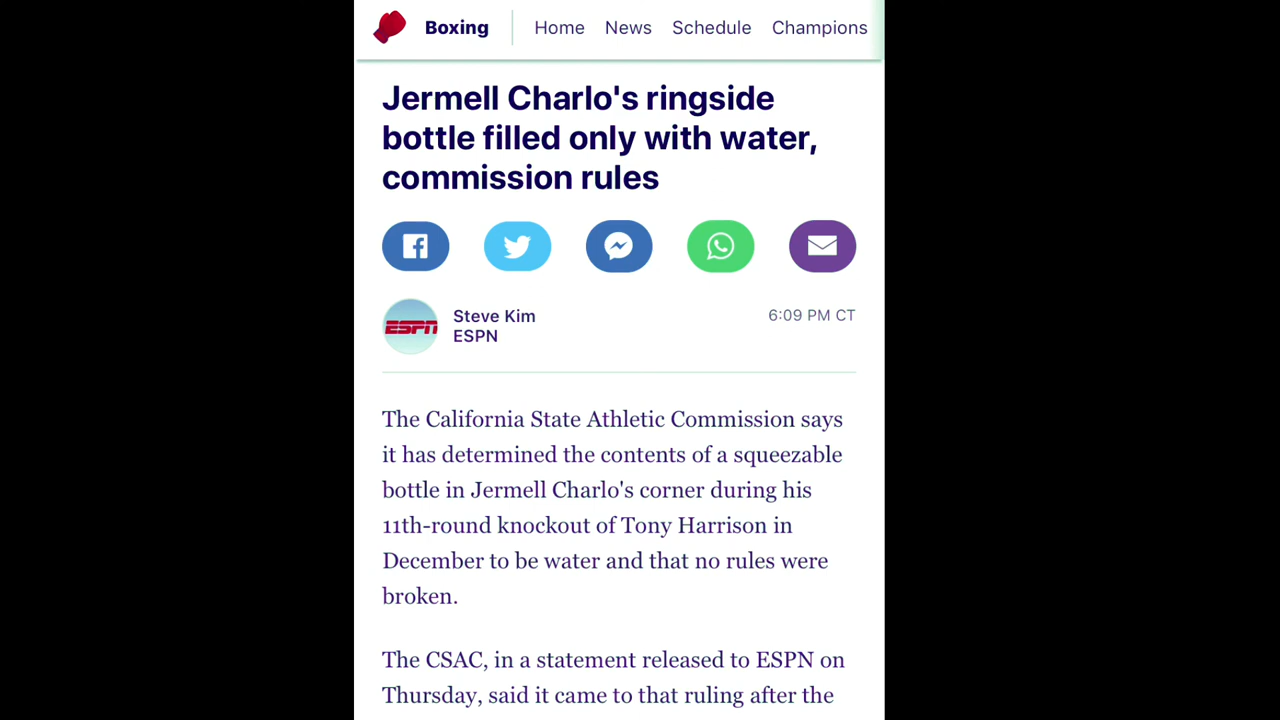 Boxing Home News Schedule Champions
Jermell Charlo's ringside
bottle filled only with water,
commission rules
ESPN
Steve Kim 6:09 PM CT
ESPN
The California State Athletic Commission says
it has determined the contents of a squeezable
bottle in Jermell Charlo's corner during his
11th-round knockout of Tony Harrison in
December to be water and that no rules were
broken.
The CSAC, in a statement released to ESPN on
Thursday, said it came to that ruling after the